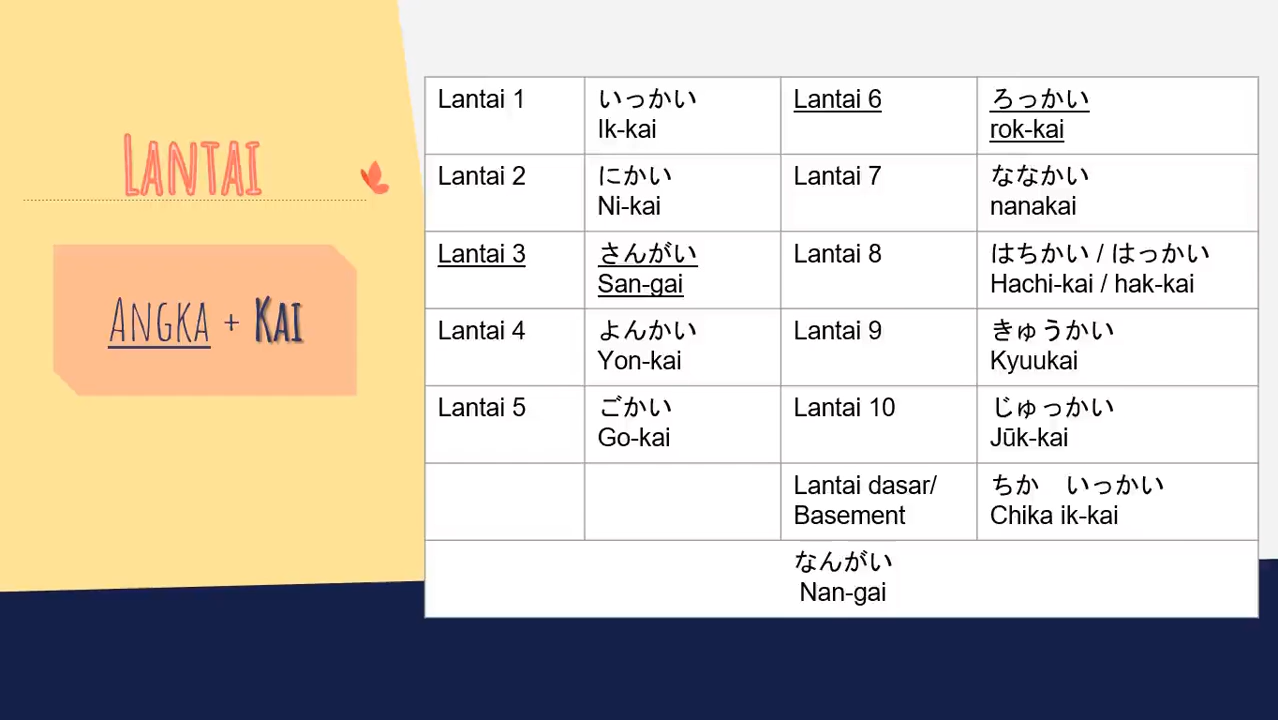 LANTAI
ANGKA + KAI
Lantai 1
いっかい
Ik-kai
Lantai 6
ろっかい
rok-kai
Lantai 2
にかい
Ni-kai
Lantai 7
ななかい
nanakai
Lantai 3
さんがい
San-gai
Lantai 8
はちかい / はっかい
Hachi-kai / hak-kai
Lantai 4
よんかい
Yon-kai
Lantai 9
きゅうかい
Kyuukai
Lantai 5
ごかい
Go-kai
Lantai 10
じゅっかい
Jūk-kai
Lantai dasar/
Basement
ちか　いっかい
Chika ik-kai
なんがい
Nan-gai